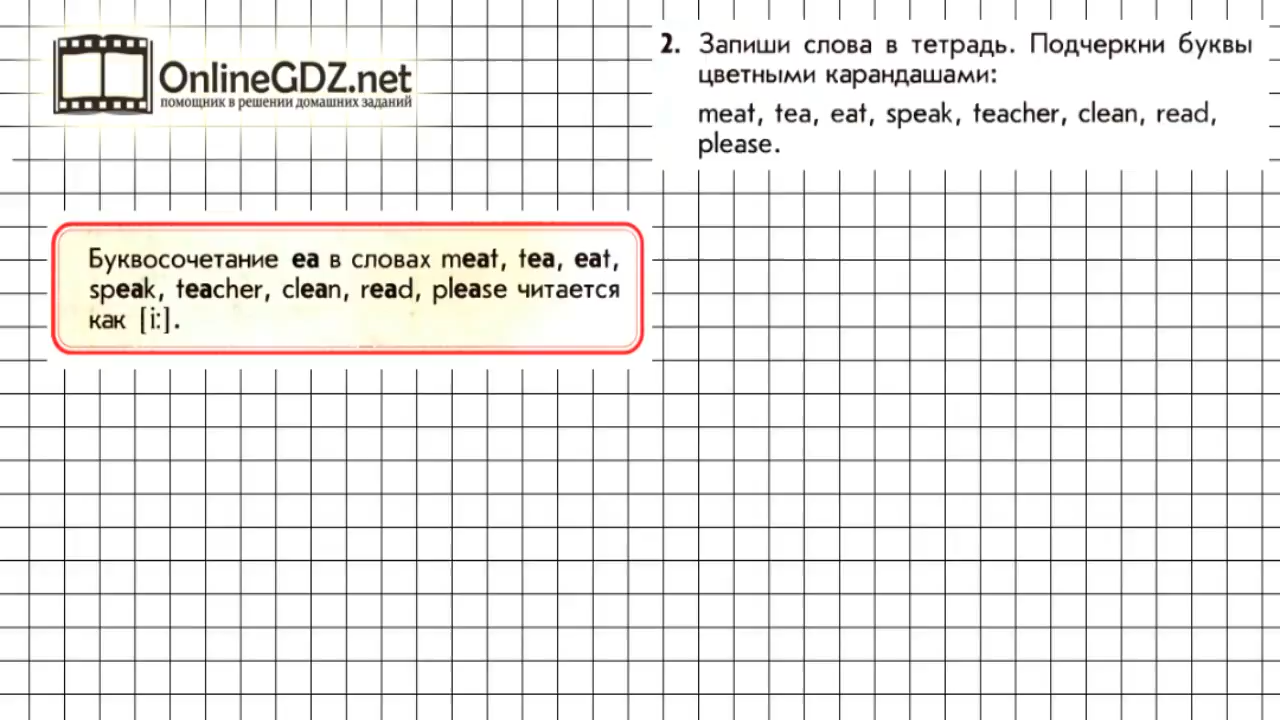 OnlineGDZ.net
помощник в решении домашних заданий
2. Запиши слова в тетрадь. Подчеркни буквы
цветными карандашами:
meat, tea, eat, speak, teacher, clean, read,
please.
Буквосочетание ea в словах meat, tea, eat,
speak, teacher, clean, read, please читается
как [i:].